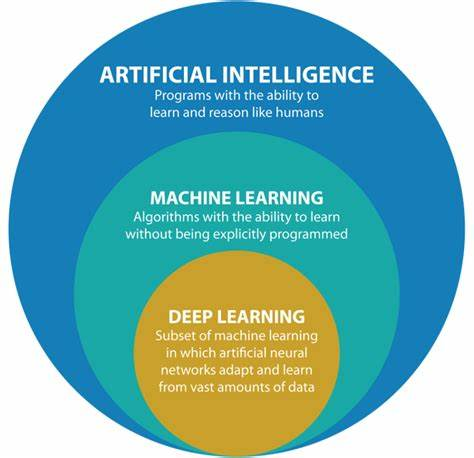 ARTIFICIAL INTELLIGENCE
Programs with the ability to
learn and reason like humans
MACHINE LEARNING
Algorithms with the ability to learn
without being explicitly programmed
DEEP LEARNING
Subset of machine learning
in which artificial neural
networks adapt and learn
from vast amounts of data